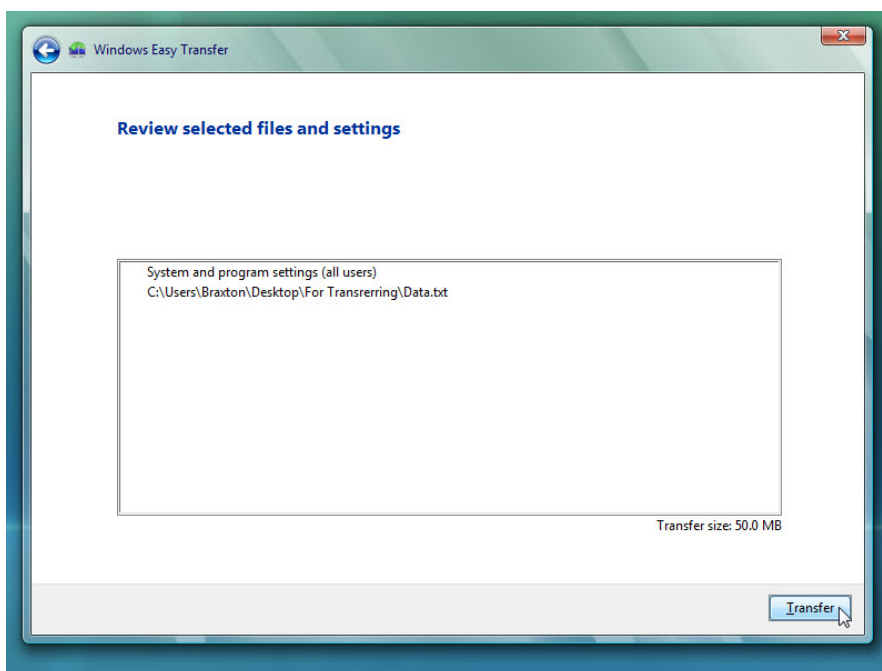 Windows Easy Transfer
Review selected files and settings
System and program settings (all users)
C:\Users\Braxton\Desktop\For Transrerring\Data.txt
Transfer size: 50.0 MB
Transfer